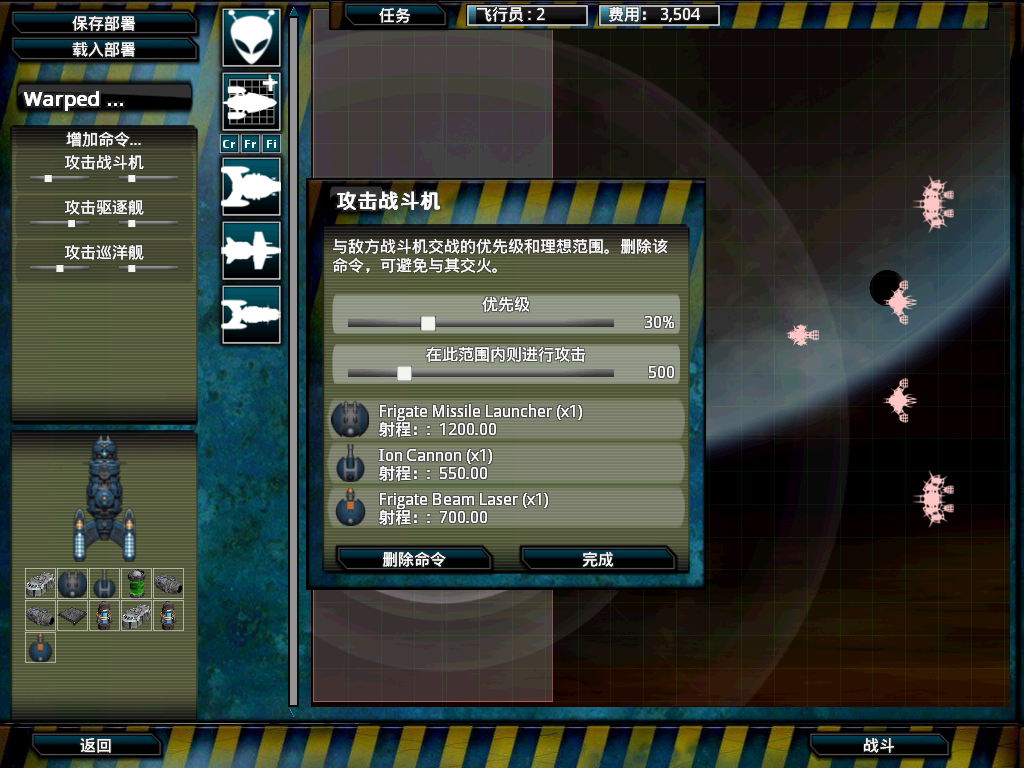 保存部署
载入部署
任务
飞行员 : 2
费用： 3,504
Warped ...
增加命令...
攻击战斗机
攻击驱逐舰
攻击巡洋舰
Cr Fr Fi
攻击战斗机
与敌方战斗机交战的优先级和理想范围。删除该
命令，可避免与其交火。
优先级
30%
在此范围内则进行攻击
500
Frigate Missile Launcher (x1)
射程：: 1200.00
Ion Cannon (x1)
射程：: 550.00
Frigate Beam Laser (x1)
射程：: 700.00
删除命令
完成
返回
战斗